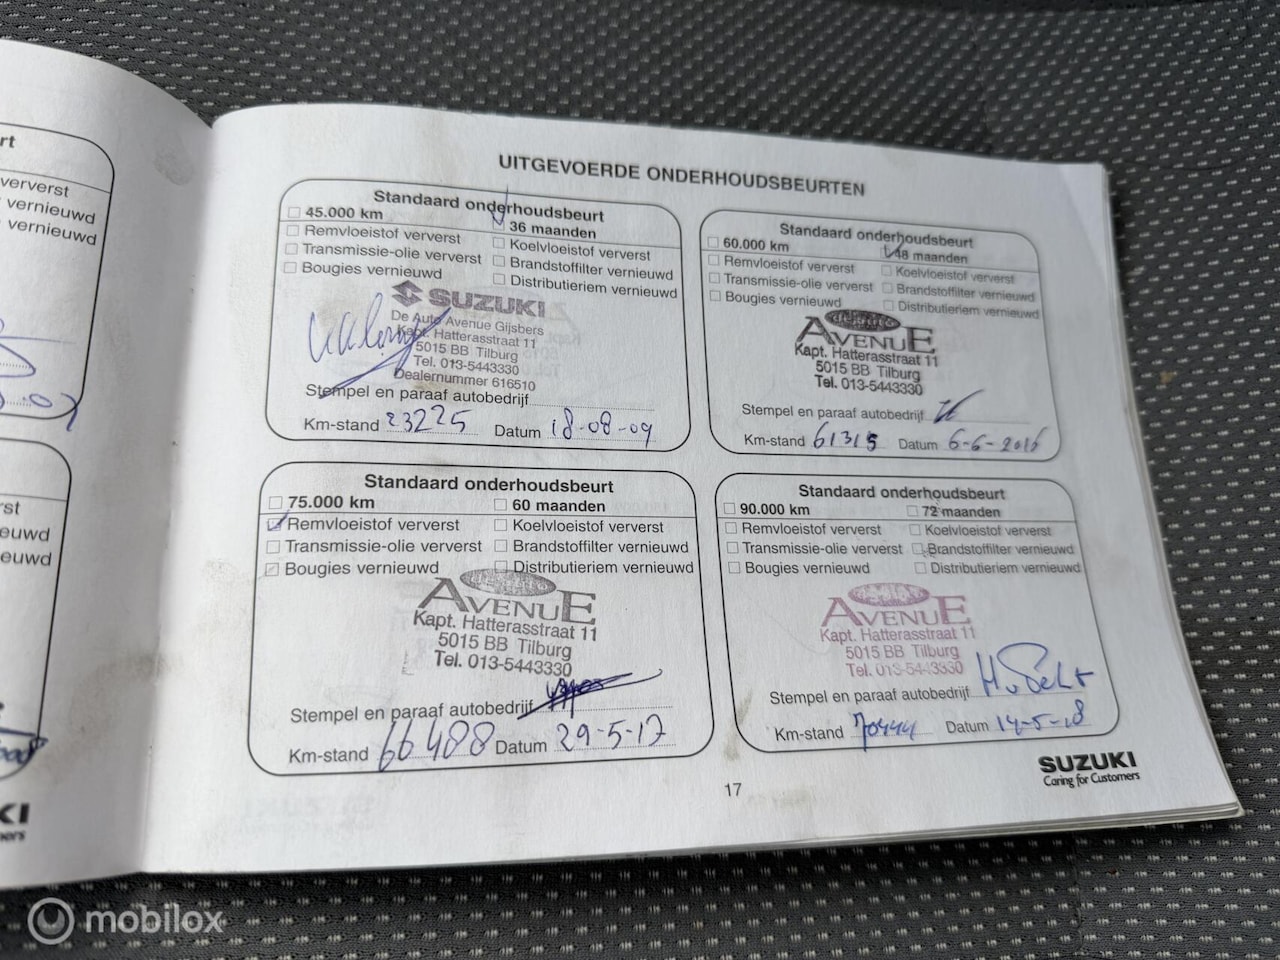 rt
ververst
vernieuwd
vernieuwd
st
euwd
euwd
KI
ners
UITGEVOERDE ONDERHOUDSBEURTEN
Standaard onderhoudsbeurt
45.000 km 36 maanden
Remvloeistof ververst Koelvloeistof ververst
Transmissie-olie ververst Brandstoffilter vernieuwd
Bougies vernieuwd Distributieriem vernieuwd
SUZUKI
De Auto Avenue Gijsbers
Kapt. Hatterasstraat 11
5015 BB Tilburg
Tel. 013-5443330
Dealernummer 616510
Stempel en paraaf autobedrijf
Km-stand 23225 Datum 18-08-09
Standaard onderhoudsbeurt
60.000 km 48 maanden
Remvloeistof ververst Koelvloeistof ververst
Transmissie-olie ververst Brandstoffilter vernieuwd
Bougies vernieuwd Distributieriem vernieuwd
AVENUE
Kapt. Hatterasstraat 11
5015 BB Tilburg
Tel. 013-5443330
Stempel en paraaf autobedrijf
Km-stand 61315 Datum 6-6-2016
Standaard onderhoudsbeurt
75.000 km 60 maanden
Remvloeistof ververst Koelvloeistof ververst
Transmissie-olie ververst Brandstoffilter vernieuwd
Bougies vernieuwd Distributieriem vernieuwd
AVENUE
Kapt. Hatterasstraat 11
5015 BB Tilburg
Tel. 013-5443330
Stempel en paraaf autobedrijf
Km-stand 66488 Datum 29-5-17
Standaard onderhoudsbeurt
90.000 km 72 maanden
Remvloeistof ververst Koelvloeistof ververst
Transmissie-olie ververst Brandstoffilter vernieuwd
Bougies vernieuwd Distributieriem vernieuwd
AVENUE
Kapt. Hatterasstraat 11
5015 BB Tilburg
Tel. 013-5443330
Stempel en paraaf autobedrijf
Km-stand 70444 Datum 14-5-18
17
SUZUKI
Caring for Customers
mobilox